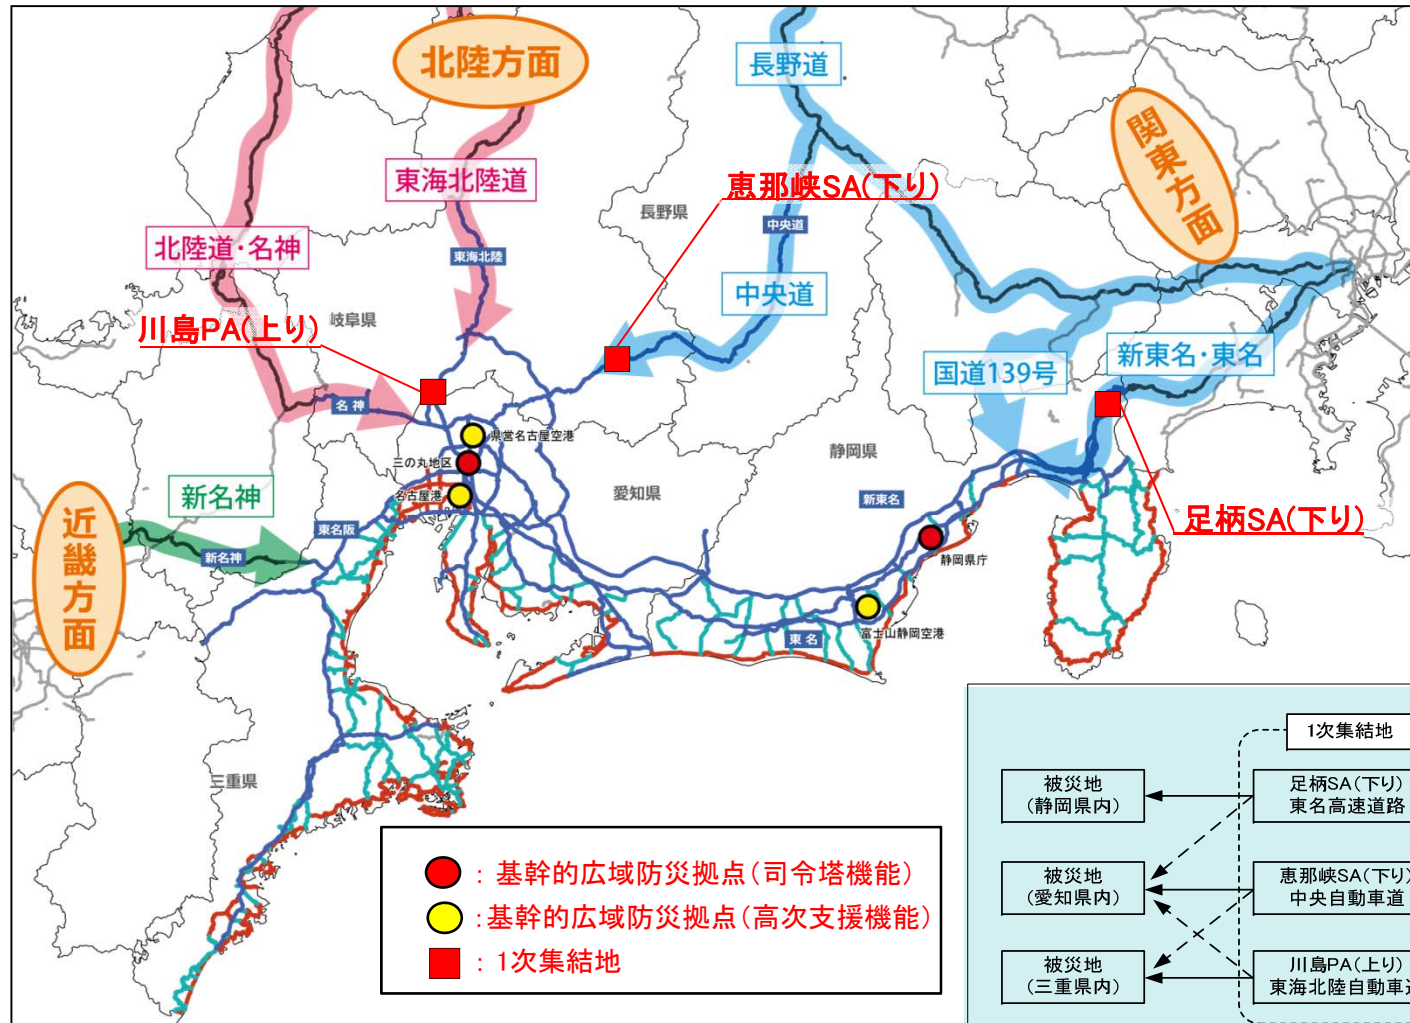 北陸方面
長野道
関東方面
東海北陸道
恵那峡SA(下り)
長野県
中央道
北陸道・名神
東海北陸
中央道
川島PA(上り)
岐阜県
国道139号
新東名・東名
名神
県営名古屋空港
三の丸地区
名古屋港
愛知県
静岡県
新東名
足柄SA(下り)
近畿方面
新名神
東名阪
新名神
静岡県庁
富士山静岡空港
東名
三重県
:基幹的広域防災拠点(司令塔機能)
:基幹的広域防災拠点(高次支援機能)
:1次集結地
1次集結地
被災地
(静岡県内)
足柄SA(下り)
東名高速道路
被災地
(愛知県内)
恵那峡SA(下り)
中央自動車道
被災地
(三重県内)
川島PA(上り)
東海北陸自動車道